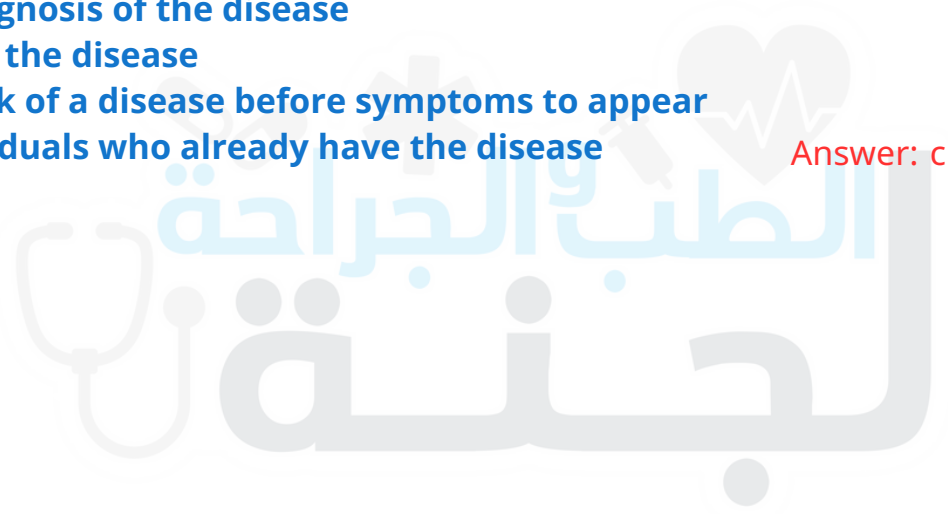 gnosis of the disease
the disease
k of a disease before symptoms to appear
duals who already have the disease
Answer: c
الطب والجراحة
لجنــة